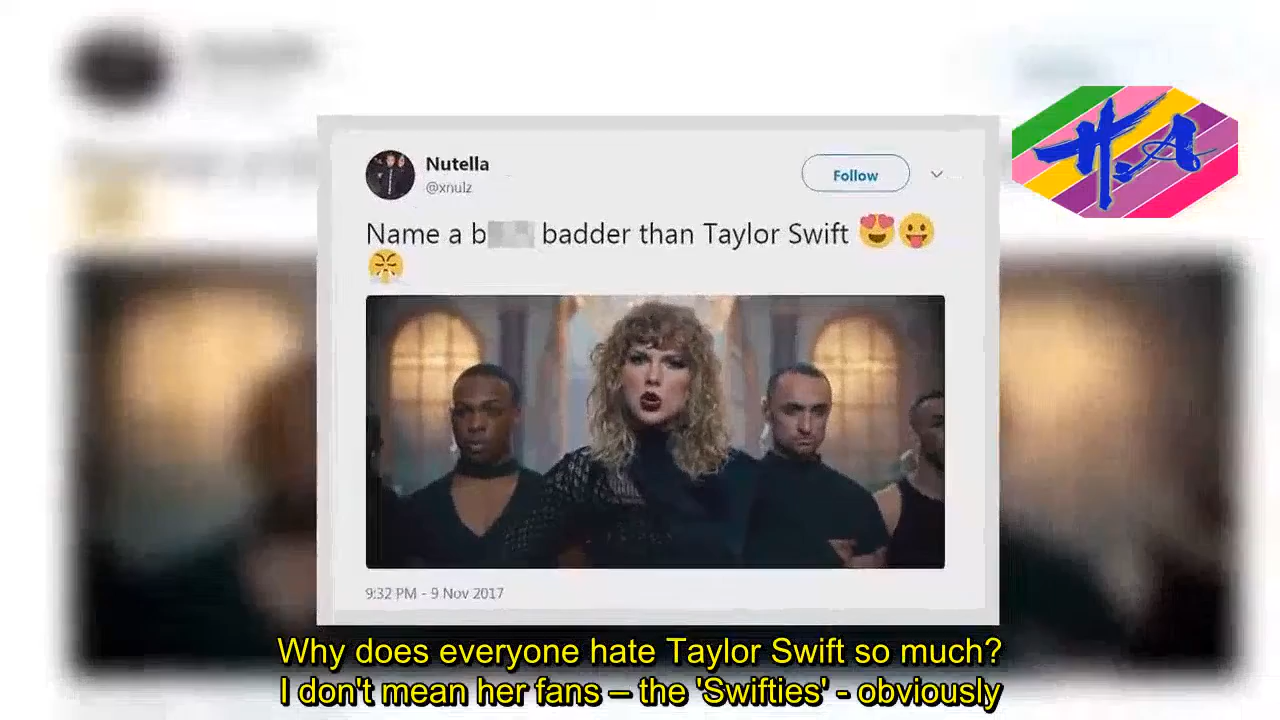 H.A
Nutella
@xnulz
Follow
Name a b badder than Taylor Swift 😍😛
😤
9:32 PM - 9 Nov 2017
Why does everyone hate Taylor Swift so much?
I don't mean her fans – the 'Swifties' - obviously